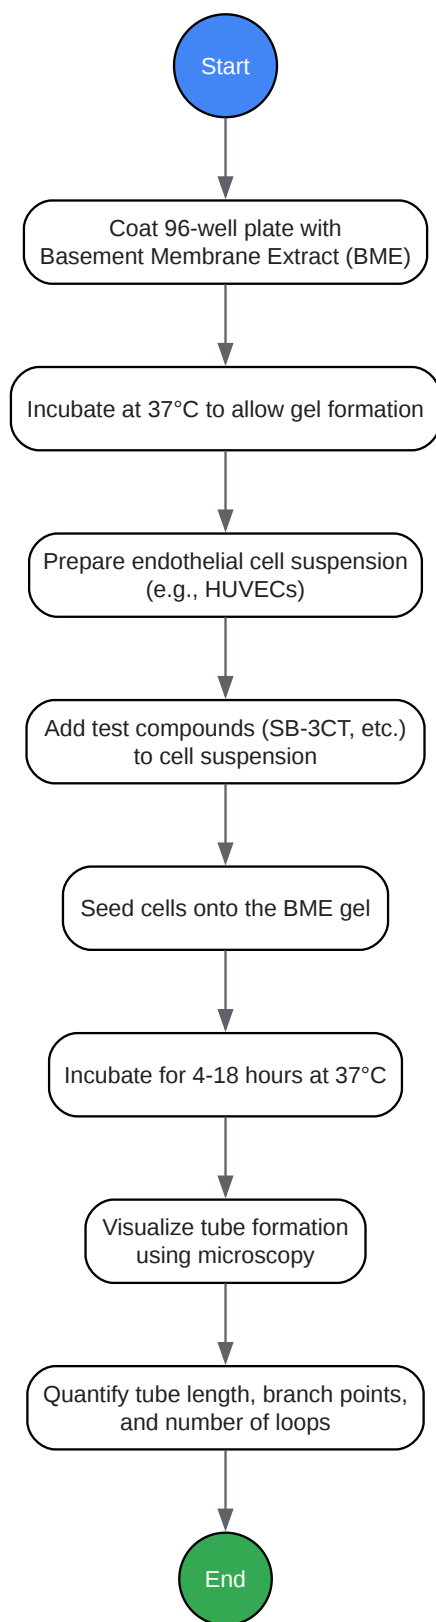 Start
Coat 96-well plate with
Basement Membrane Extract (BME)
Incubate at 37°C to allow gel formation
Prepare endothelial cell suspension
(e.g., HUVECs)
Add test compounds (SB-3CT, etc.)
to cell suspension
Seed cells onto the BME gel
Incubate for 4-18 hours at 37°C
Visualize tube formation
using microscopy
Quantify tube length, branch points,
and number of loops
End